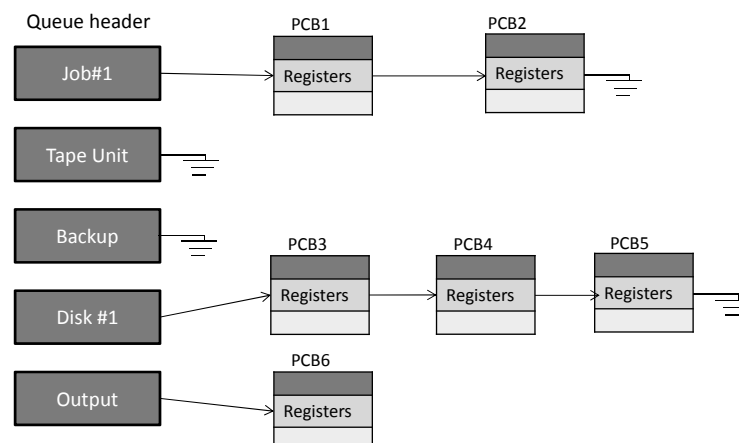 Queue header
PCB1
PCB2
Job#1
Registers
Registers
Tape Unit
Backup
PCB3
PCB4
PCB5
Disk #1
Registers
Registers
Registers
PCB6
Output
Registers